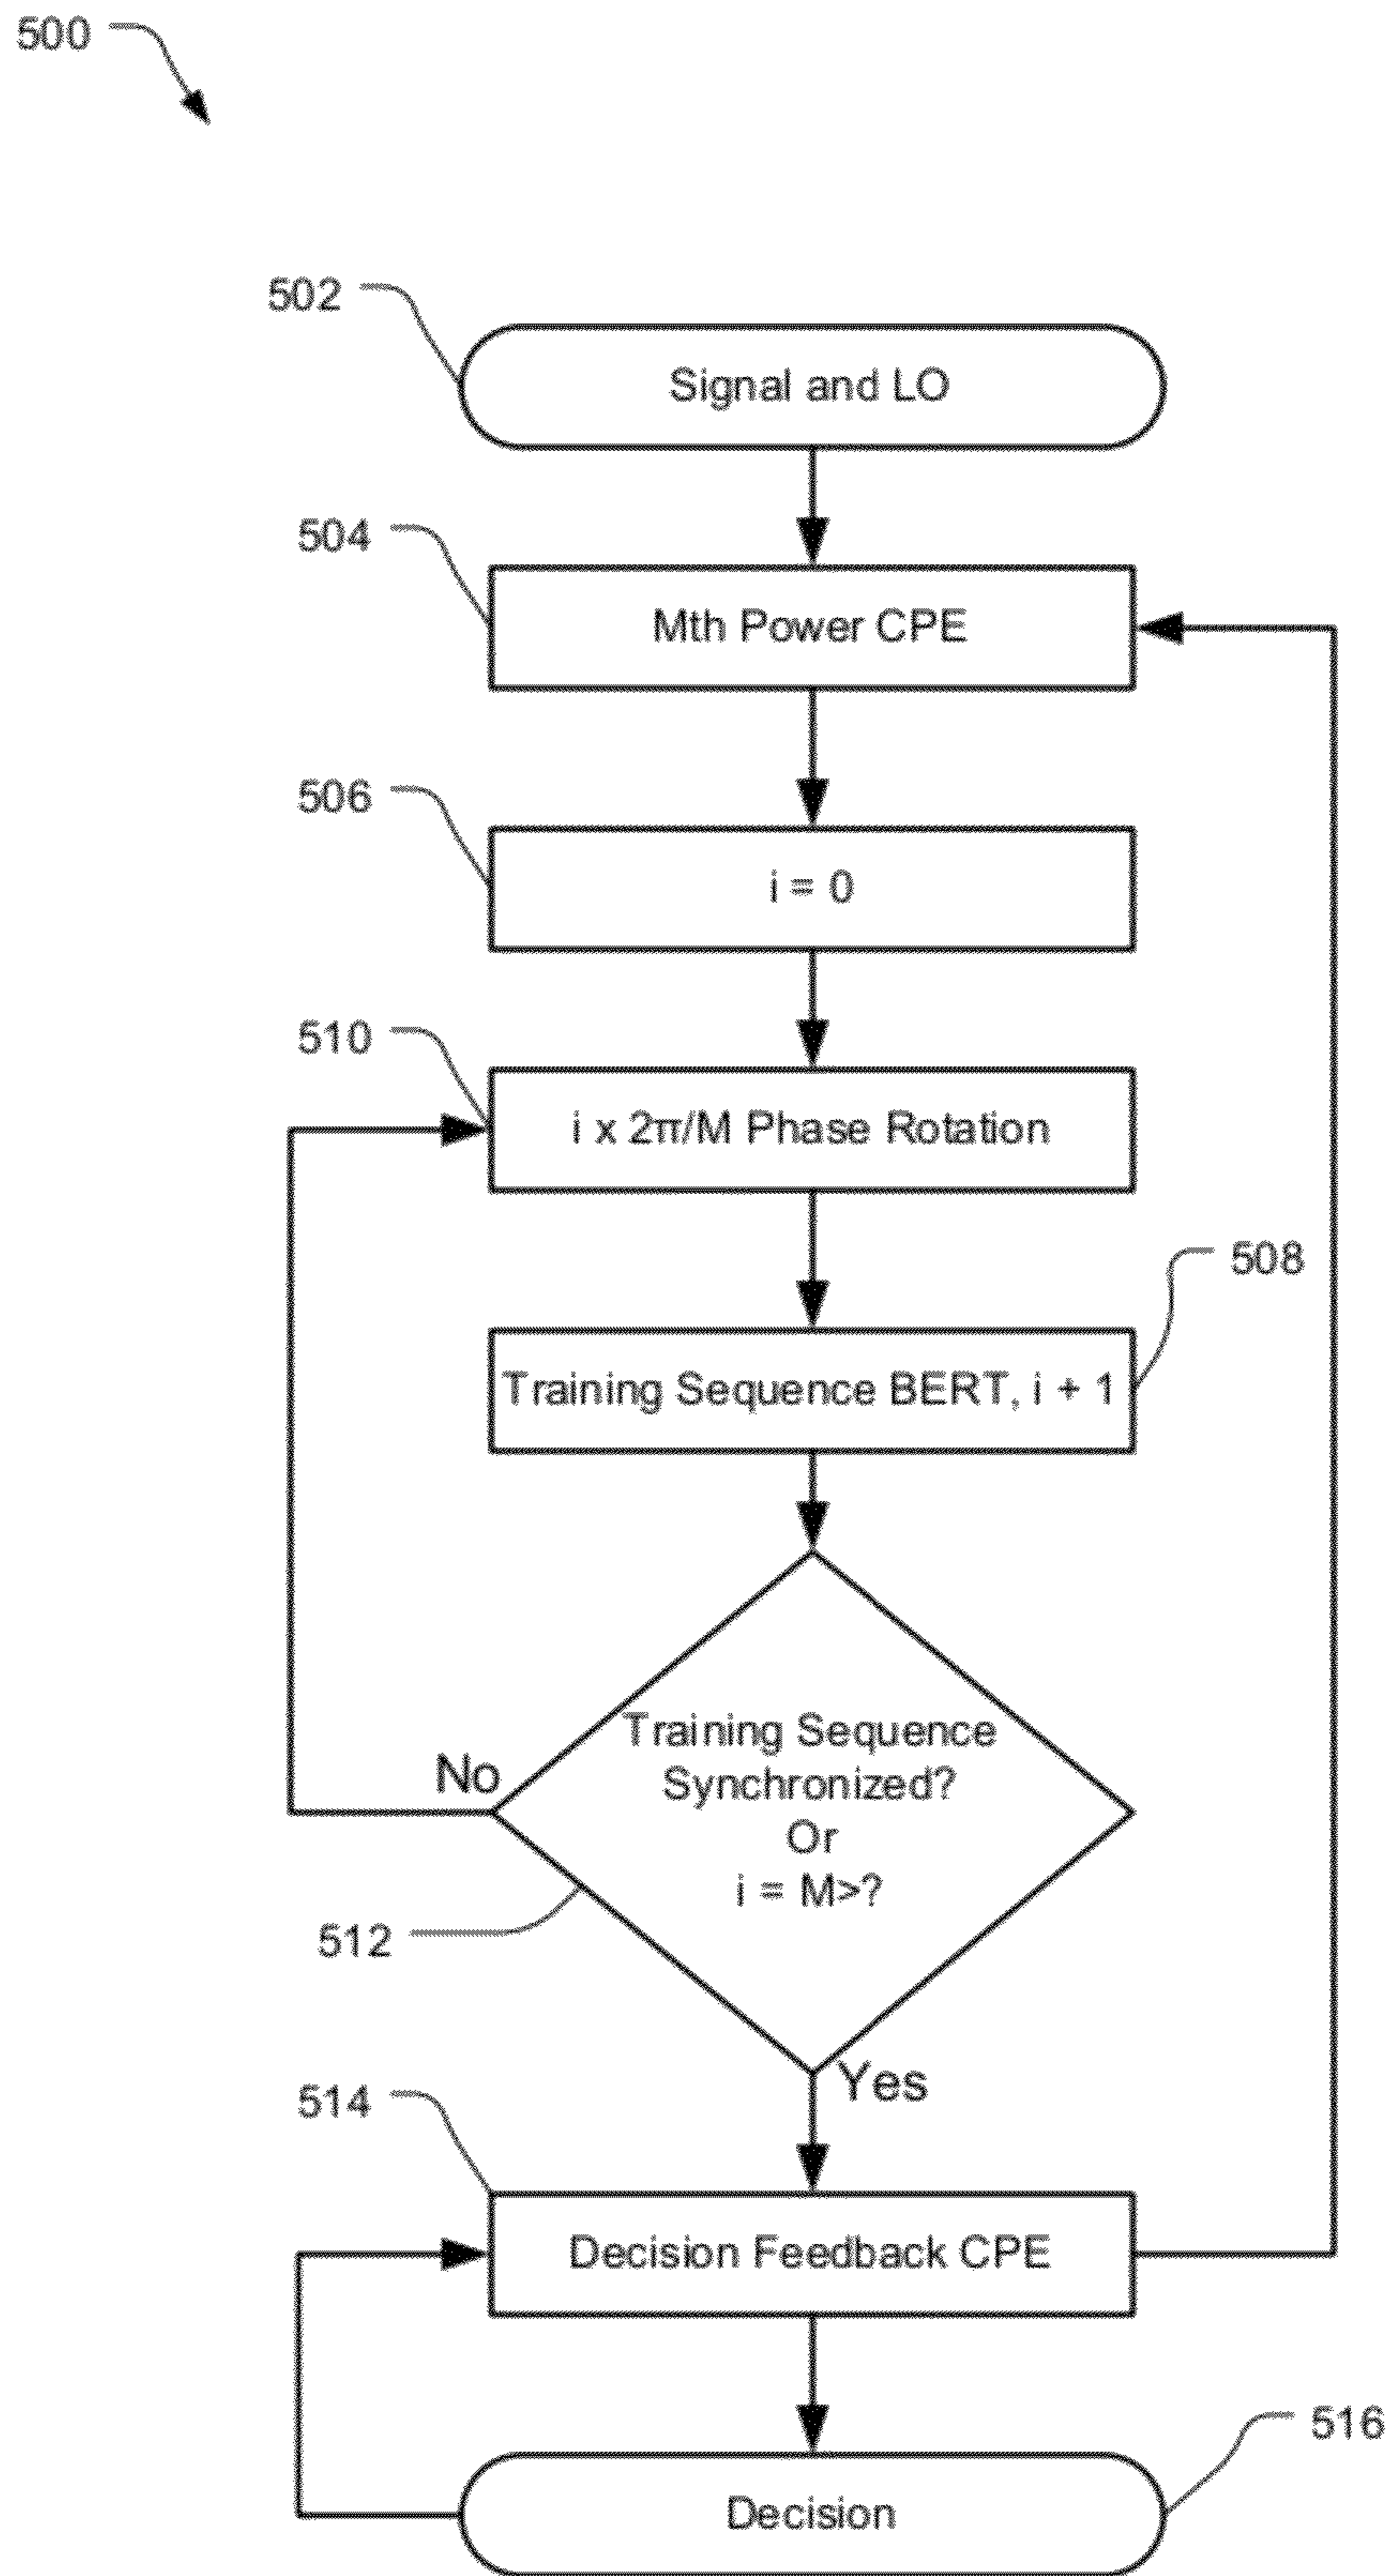 500
502
Signal and LO
504
Mth Power CPE
506
i = 0
510
i x 2π/M Phase Rotation
508
Training Sequence BERT, i + 1
Training Sequence
Synchronized?
Or
i = M>?
No
512
Yes
514
Decision Feedback CPE
516
Decision